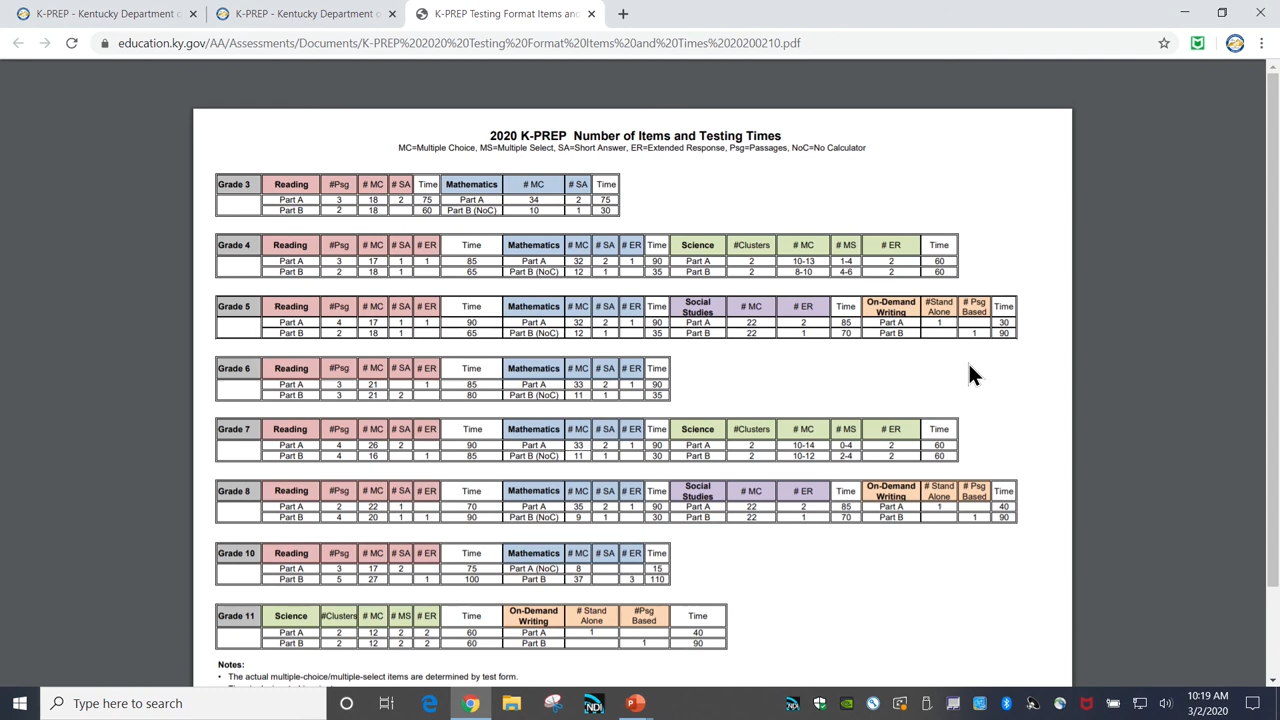 K-PREP - Kentucky Department o
K-PREP - Kentucky Department o
K-PREP Testing Format Items and
education.ky.gov/AA/Assessments/Documents/K-PREP%202020%20Testing%20Format%20Items%20and%20Times%2020200210.pdf
2020 K-PREP Number of Items and Testing Times
MC=Multiple Choice, MS=Multiple Select, SA=Short Answer, ER=Extended Response, Psg=Passages, NoC=No Calculator
Grade 3 Reading #Psg # MC # SA Time Mathematics # MC # SA Time
Part A 3 18 2 75 Part A 34 2 75
Part B 2 18 60 Part B (NoC) 10 1 30
Grade 4 Reading #Psg # MC # SA # ER Time Mathematics # MC # SA # ER Time Science #Clusters # MC # MS # ER Time
Part A 3 17 1 1 85 Part A 32 2 1 90 Part A 2 10-13 1-4 2 60
Part B 2 18 1 65 Part B (NoC) 12 1 35 Part B 2 8-10 4-6 2 60
Grade 5 Reading #Psg # MC # SA # ER Time Mathematics # MC # SA # ER Time Social Studies # MC # ER Time On-Demand Writing #Stand Alone # Psg Based Time
Part A 4 17 1 1 90 Part A 32 2 1 90 Part A 22 2 85 Part A 1 30
Part B 2 18 1 65 Part B (NoC) 12 1 35 Part B 22 1 70 Part B 1 90
Grade 6 Reading #Psg # MC # SA # ER Time Mathematics # MC # SA # ER Time
Part A 3 21 1 85 Part A 33 2 1 90
Part B 3 21 2 80 Part B (NoC) 11 1 35
Grade 7 Reading #Psg # MC # SA # ER Time Mathematics # MC # SA # ER Time Science #Clusters # MC # MS # ER Time
Part A 4 26 2 90 Part A 33 2 1 90 Part A 2 10-14 0-4 2 60
Part B 4 16 1 85 Part B (NoC) 11 1 30 Part B 2 10-12 2-4 2 60
Grade 8 Reading #Psg # MC # SA # ER Time Mathematics # MC # SA # ER Time Social Studies # MC # ER Time On-Demand Writing # Stand Alone # Psg Based Time
Part A 2 22 1 70 Part A 35 2 1 90 Part A 22 2 85 Part A 1 40
Part B 4 20 1 1 90 Part B (NoC) 9 1 30 Part B 22 1 70 Part B 1 90
Grade 10 Reading #Psg # MC # SA # ER Time Mathematics # MC # SA # ER Time
Part A 3 17 2 75 Part A (NoC) 8 15
Part B 5 27 1 100 Part B 37 3 110
Grade 11 Science #Clusters # MC # MS # ER Time On-Demand Writing # Stand Alone #Psg Based Time
Part A 2 12 2 2 60 Part A 1 40
Part B 2 12 2 2 60 Part B 1 90
Notes:
• The actual multiple-choice/multiple-select items are determined by test form.
Type here to search
10:19 AM
3/2/2020